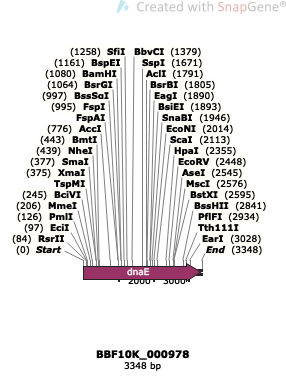 Created with SnapGene®
(1258) SfiI BbvCI (1379)
(1161) BspEI SspI (1671)
(1080) BamHI AclI (1791)
(1064) BsrGI BsrBI (1805)
(997) BssSαI EagI (1890)
(995) FspI BsiEI (1893)
FspAI SnaBI (1946)
(776) AccI EcoNI (2014)
(443) BmtI ScaI (2113)
(439) NheI HpaI (2355)
(377) SmaI EcoRV (2448)
(375) XmaI AseI (2545)
TspMI MscI (2576)
(245) BciVI BstXI (2595)
(206) MmeI BssHII (2841)
(126) PmlI PflFI (2934)
(97) EciI Tth111I
(84) RsrII EarI (3028)
(0) Start End (3348)
dnaE
2000 3000
BBF10K_000978
3348 bp